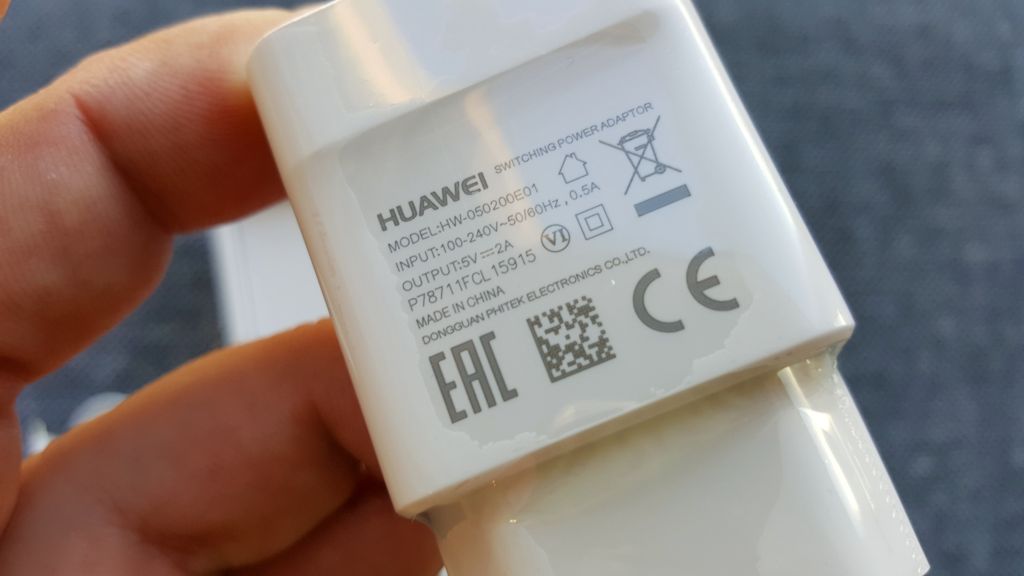 HUAWEI SWITCHING POWER ADAPTOR
MODEL:HW-050200E01
INPUT:100-240V~50/60Hz, 0.5A
OUTPUT:5V⎓2A
P78711FCL15915
VI
MADE IN CHINA
DONGGUAN PHITEK ELECTRONICS CO.,LTD.
EAC CE